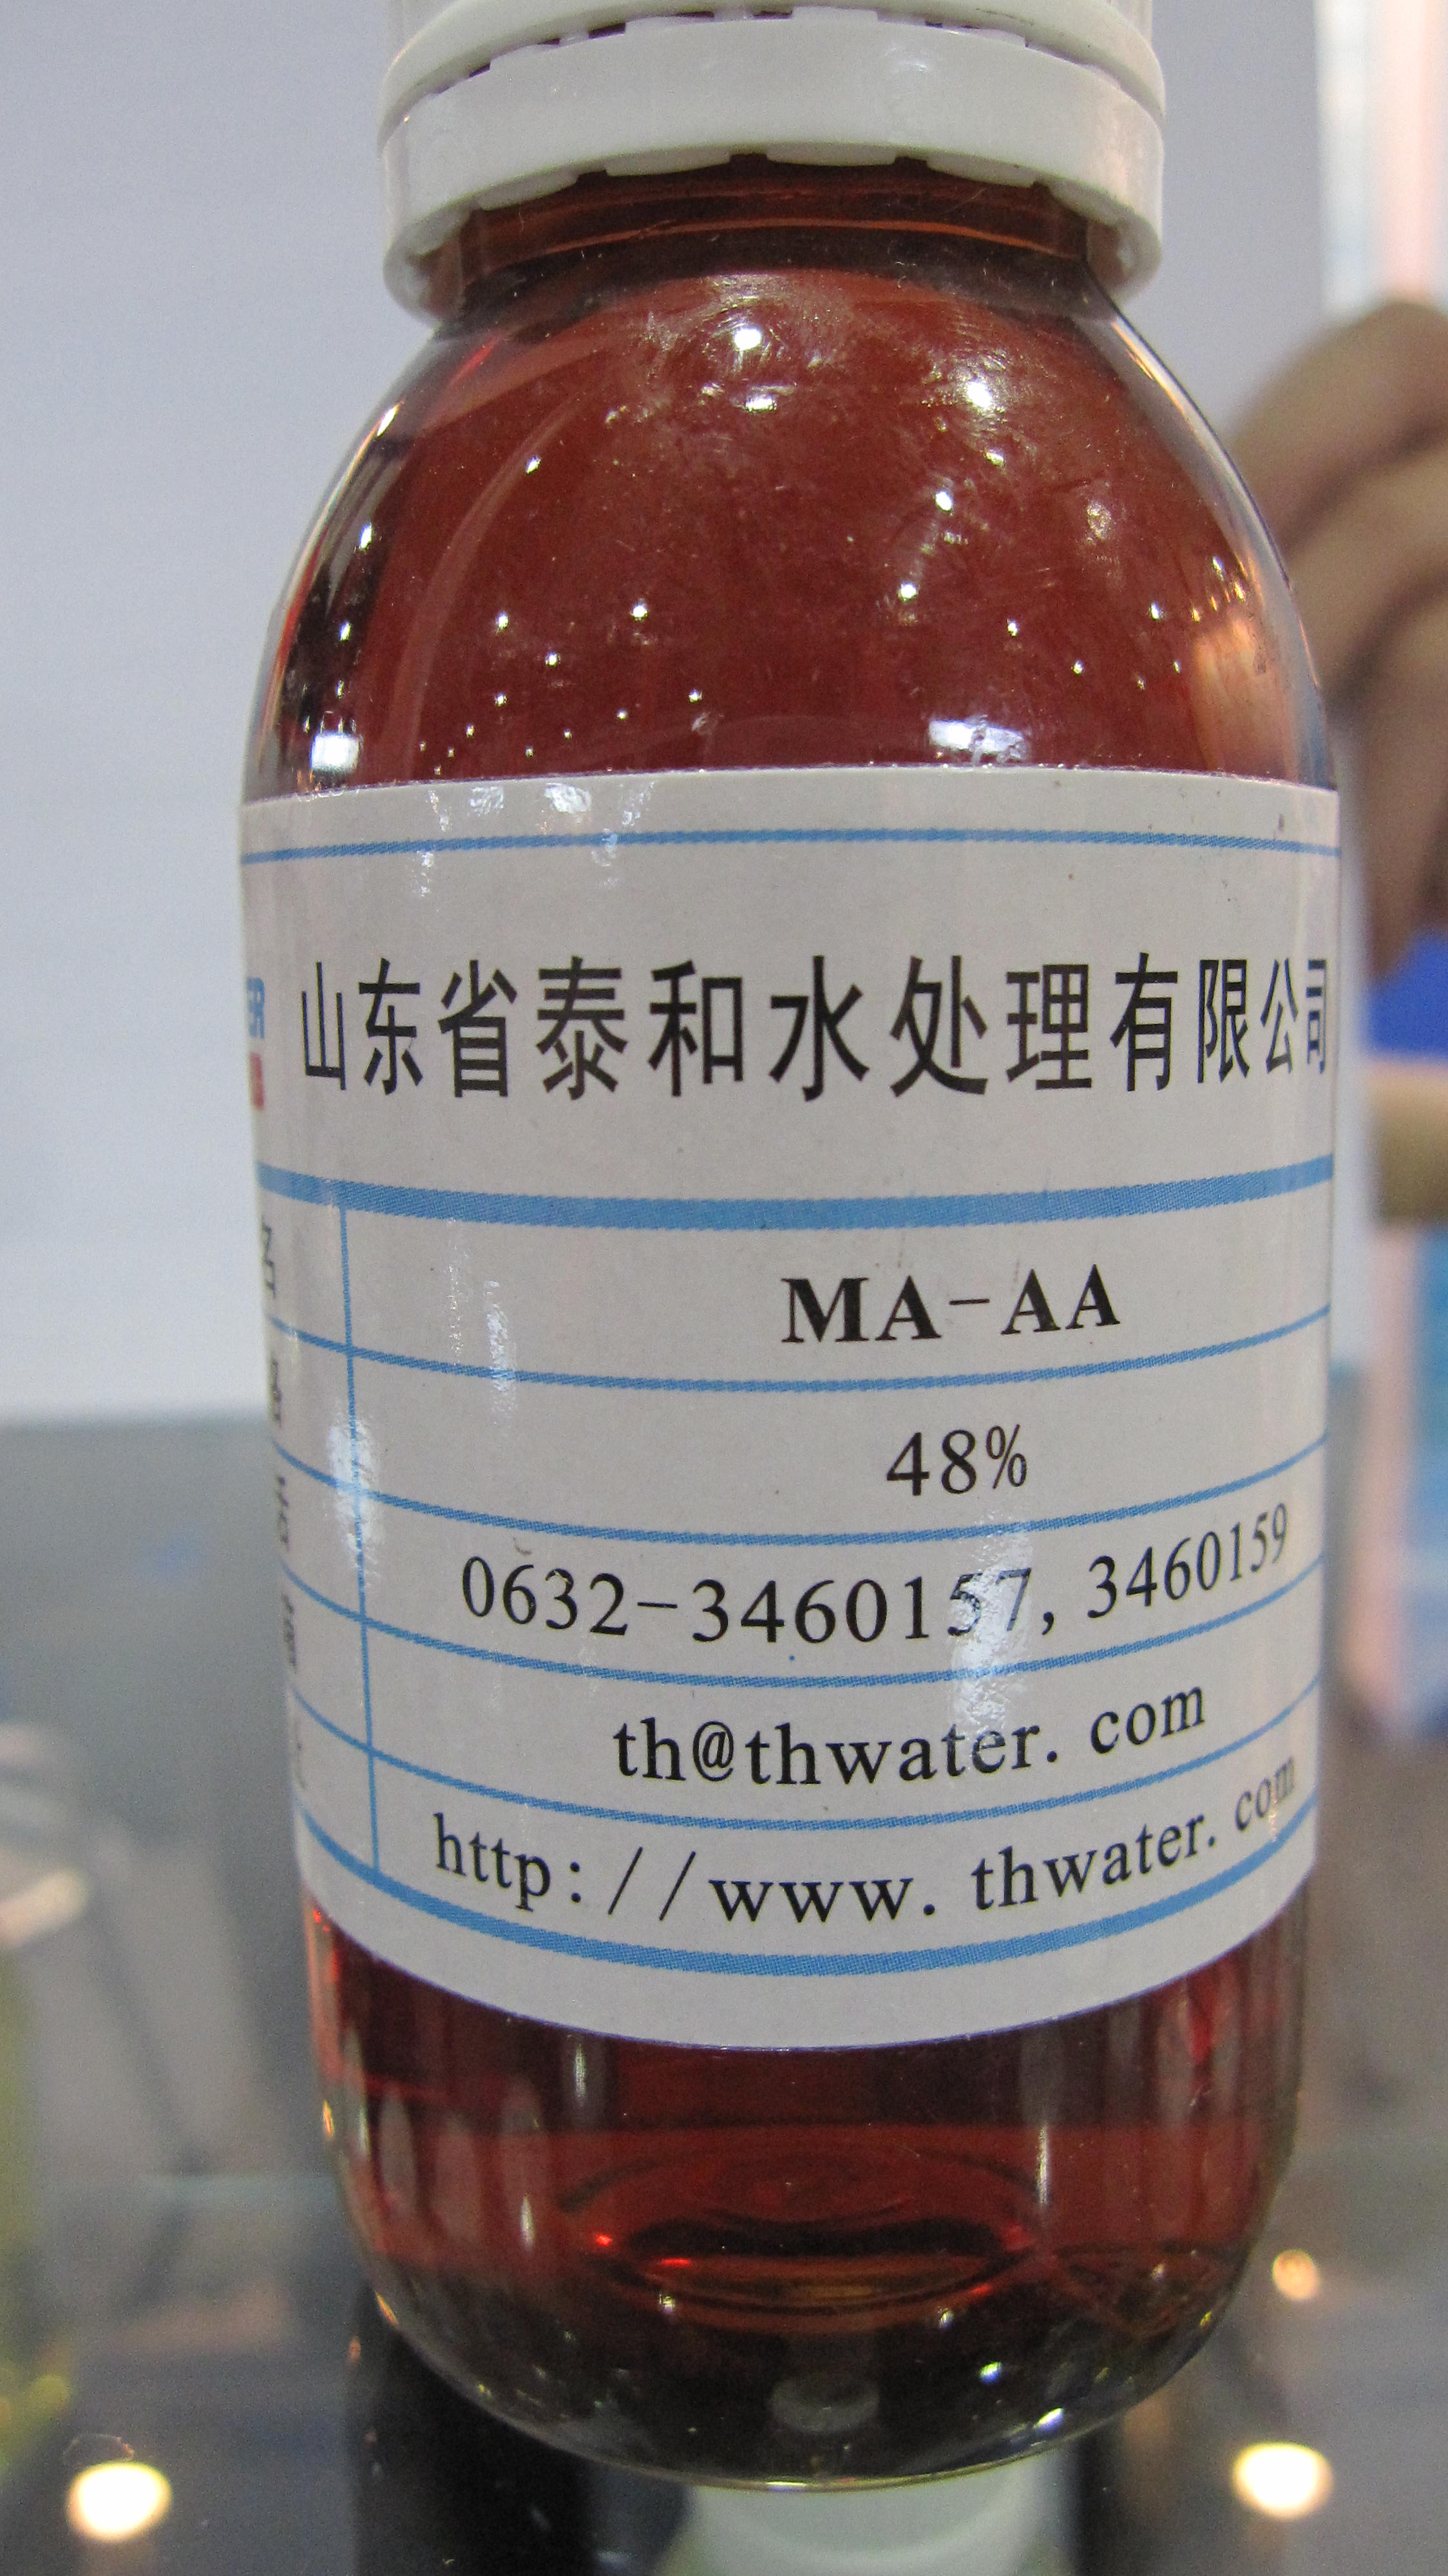 山东省泰和水处理有限公司
MA-AA
48%
0632-3460157, 3460159
th@thwater. com
http://www. thwater. com